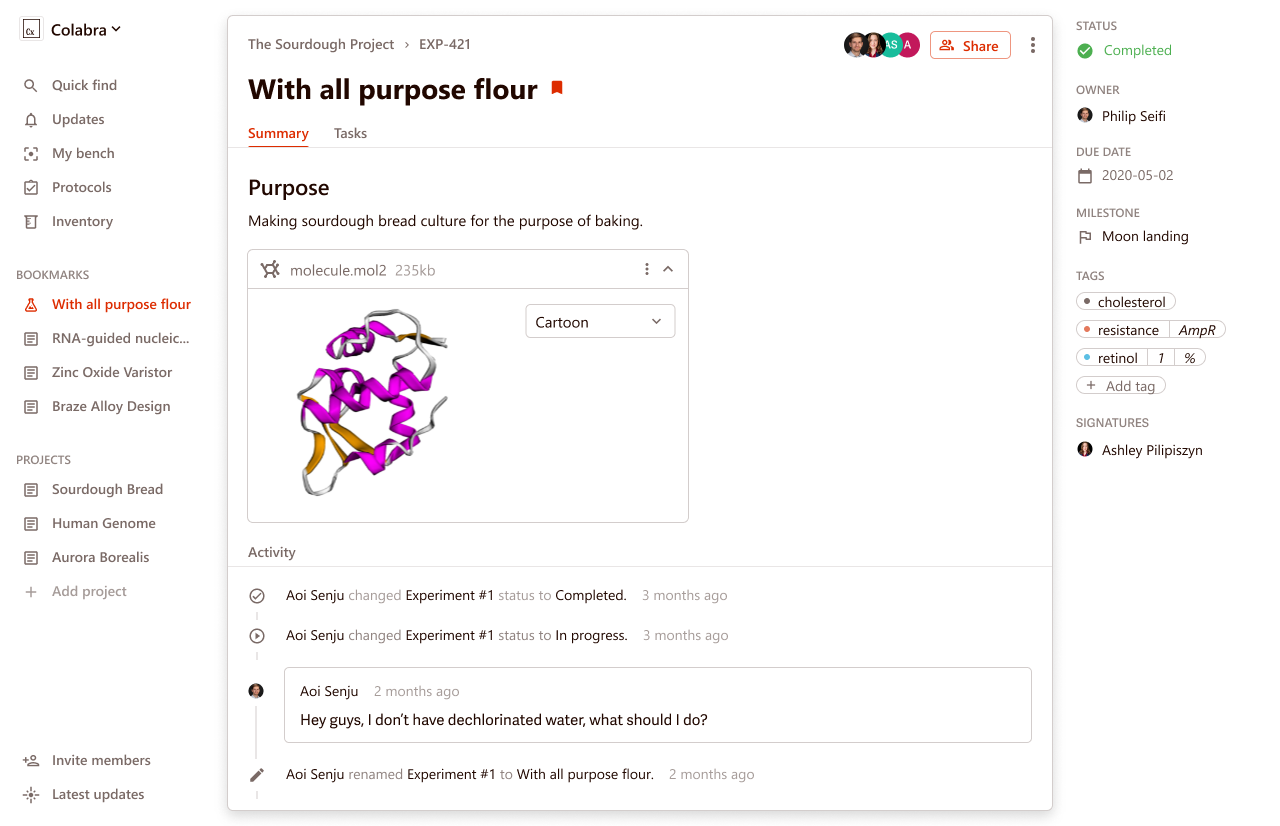 Cx
Colabra
Quick find
Updates
My bench
Protocols
Inventory
BOOKMARKS
With all purpose flour
RNA-guided nucleic...
Zinc Oxide Varistor
Braze Alloy Design
PROJECTS
Sourdough Bread
Human Genome
Aurora Borealis
Add project
Invite members
Latest updates
The Sourdough Project › EXP-421
AS
A
Share
With all purpose flour
Summary Tasks
Purpose
Making sourdough bread culture for the purpose of baking.
molecule.mol2 235kb
Cartoon
Activity
Aoi Senju changed Experiment #1 status to Completed. 3 months ago
Aoi Senju changed Experiment #1 status to In progress. 3 months ago
Aoi Senju 2 months ago
Hey guys, I don’t have dechlorinated water, what should I do?
Aoi Senju renamed Experiment #1 to With all purpose flour. 2 months ago
STATUS
Completed
OWNER
Philip Seifi
DUE DATE
2020-05-02
MILESTONE
Moon landing
TAGS
cholesterol
resistance AmpR
retinol 1 %
+ Add tag
SIGNATURES
Ashley Pilipiszyn